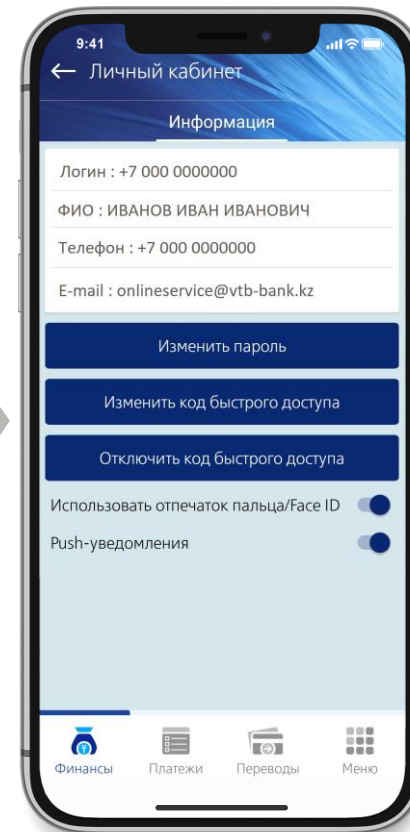 9:41
← Личный кабинет
Информация
Логин : +7 000 0000000
ФИО : ИВАНОВ ИВАН ИВАНОВИЧ
Телефон : +7 000 0000000
E-mail : onlineservice@vtb-bank.kz
Изменить пароль
Изменить код быстрого доступа
Отключить код быстрого доступа
Использовать отпечаток пальца/Face ID
Push-уведомления
Финансы Платежи Переводы Меню